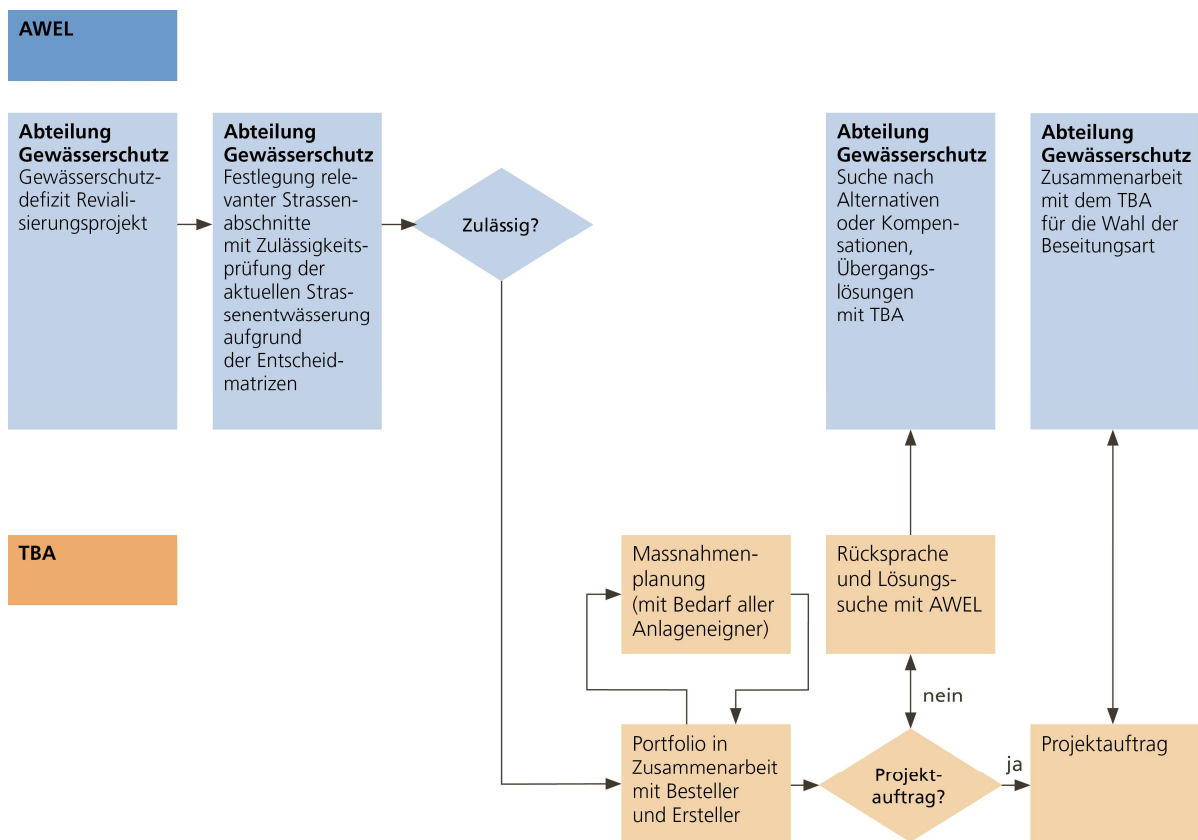 AWEL
Abteilung
Gewässerschutz
Gewässerschutz-
defizit Reviali-
sierungsprojekt
Abteilung
Gewässerschutz
Festlegung rele-
vanter Strassen-
abschnitte
mit Zulässigkeits-
prüfung der
aktuellen Stras-
senentwässerung
aufgrund
der Entscheid-
matrizen
Zulässig?
Abteilung
Gewässerschutz
Suche nach
Alternativen
oder Kompen-
sationen,
Übergangs-
lösungen
mit TBA
Abteilung
Gewässerschutz
Zusammenarbeit
mit dem TBA
für die Wahl der
Beseitungsart
TBA
Massnahmen-
planung
(mit Bedarf aller
Anlageneigner)
Rücksprache
und Lösungs-
suche mit AWEL
nein
Portfolio in
Zusammenarbeit
mit Besteller
und Ersteller
Projekt-
auftrag?
ja
Projektauftrag